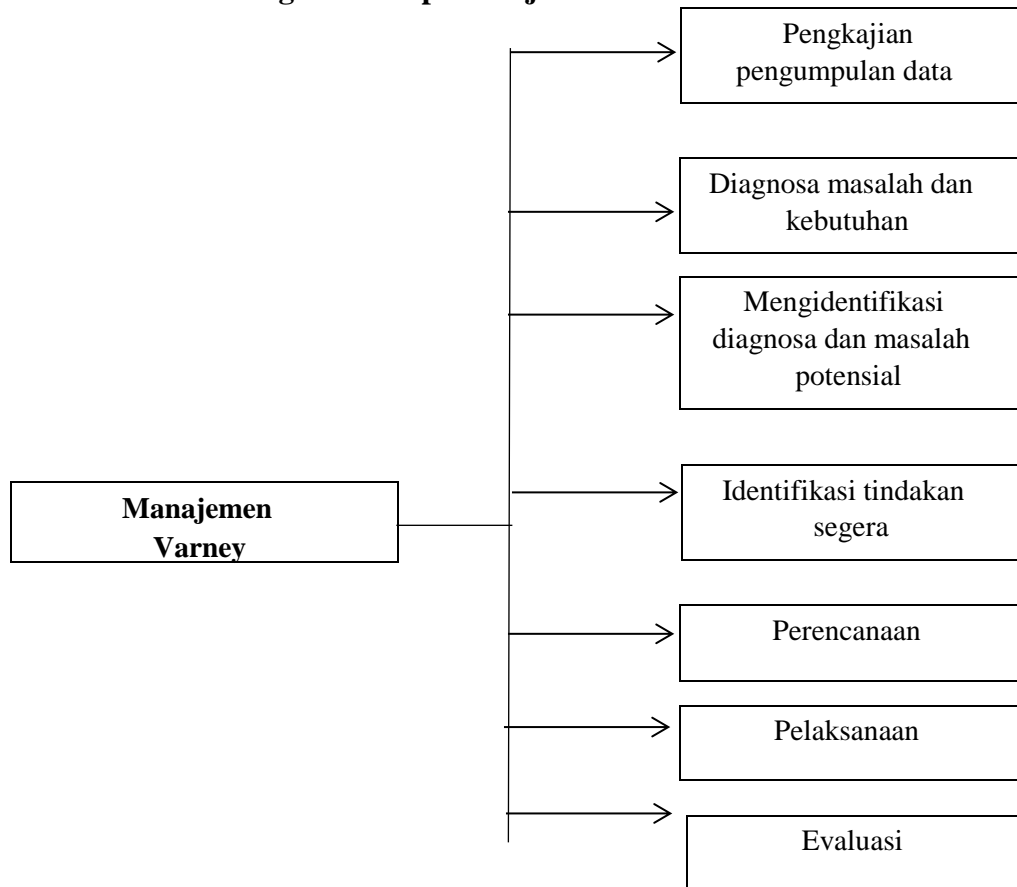 Manajemen
Varney
Pengkajian
pengumpulan data
Diagnosa masalah dan
kebutuhan
Mengidentifikasi
diagnosa dan masalah
potensial
Identifikasi tindakan
segera
Perencanaan
Pelaksanaan
Evaluasi